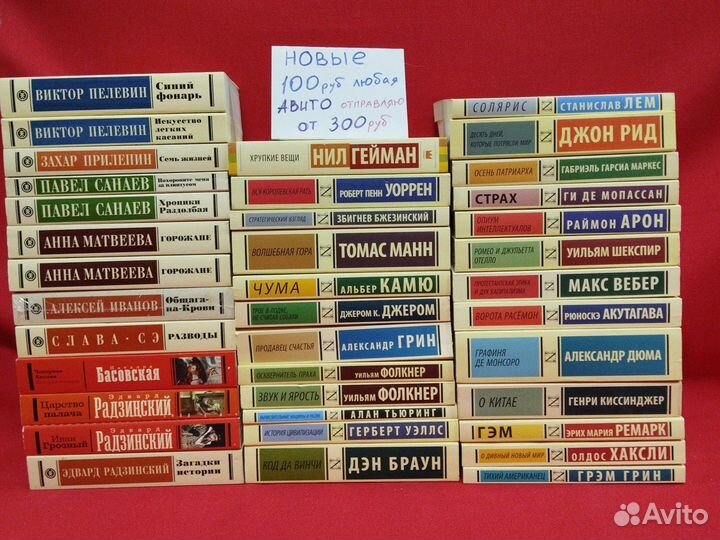 НОВЫЕ
100руб любая
АВИТО отправляю
от 300руб
ВИКТОР ПЕЛЕВИН Синий
фонарь
ВИКТОР ПЕЛЕВИН Искусство
легких
касаний
ЗАХАР ПРИЛЕПИН Семь жизней
ПАВЕЛ САНАЕВ Похороните меня
за плинтусом
ПАВЕЛ САНАЕВ Хроники
Раздолбая
АННА МАТВЕЕВА ГОРОЖАНЕ
АННА МАТВЕЕВА ГОРОЖАНЕ
АЛЕКСЕЙ ИВАНОВ Общага-
на-Крови
СЛАВА СЭ РАЗВОДЫ
Басовская
Царство
палача
Эдвард
РАДЗИНСКИЙ
Иван
Грозный
Эдвард
РАДЗИНСКИЙ
ЭДВАРД РАДЗИНСКИЙ Загадки
истории
ХРУПКИЕ ВЕЩИ НИЛ ГЕЙМАН
ВСЯ КОРОЛЕВСКАЯ РАТЬ РОБЕРТ ПЕНН УОРРЕН
СТРАТЕГИЧЕСКИЙ ВЗГЛЯД ЗБИГНЕВ БЖЕЗИНСКИЙ
ВОЛШЕБНАЯ ГОРА ТОМАС МАНН
ЧУМА АЛЬБЕР КАМЮ
ТРОЕ В ЛОДКЕ,
НЕ СЧИТАЯ СОБАКИ ДЖЕРОМ К. ДЖЕРОМ
ПРОДАВЕЦ СЧАСТЬЯ АЛЕКСАНДР ГРИН
ОСКВЕРНИТЕЛЬ ПРАХА УИЛЬЯМ ФОЛКНЕР
ЗВУК И ЯРОСТЬ УИЛЬЯМ ФОЛКНЕР
ВЫЧИСЛИТЕЛЬНЫЕ МАШИНЫ И РАЗУМ АЛАН ТЬЮРИНГ
ИСТОРИЯ ЦИВИЛИЗАЦИИ ГЕРБЕРТ УЭЛЛС
КОД ДА ВИНЧИ ДЭН БРАУН
СОЛЯРИС СТАНИСЛАВ ЛЕМ
ДЕСЯТЬ ДНЕЙ,
КОТОРЫЕ ПОТРЯСЛИ МИР ДЖОН РИД
ОСЕНЬ ПАТРИАРХА ГАБРИЭЛЬ ГАРСИА МАРКЕС
СТРАХ ГИ ДЕ МОПАССАН
ОПИУМ
ИНТЕЛЛЕКТУАЛОВ РАЙМОН АРОН
РОМЕО И ДЖУЛЬЕТТА
ОТЕЛЛО УИЛЬЯМ ШЕКСПИР
ПРОТЕСТАНТСКАЯ ЭТИКА
И ДУХ КАПИТАЛИЗМА МАКС ВЕБЕР
ВОРОТА РАСЁМОН РЮНОСКЭ АКУТАГАВА
ГРАФИНЯ
ДЕ МОНСОРО АЛЕКСАНДР ДЮМА
О КИТАЕ ГЕНРИ КИССИНДЖЕР
ГЭМ ЭРИХ МАРИЯ РЕМАРК
О ДИВНЫЙ НОВЫЙ МИР ОЛДОС ХАКСЛИ
ТИХИЙ АМЕРИКАНЕЦ ГРЭМ ГРИН
Avito